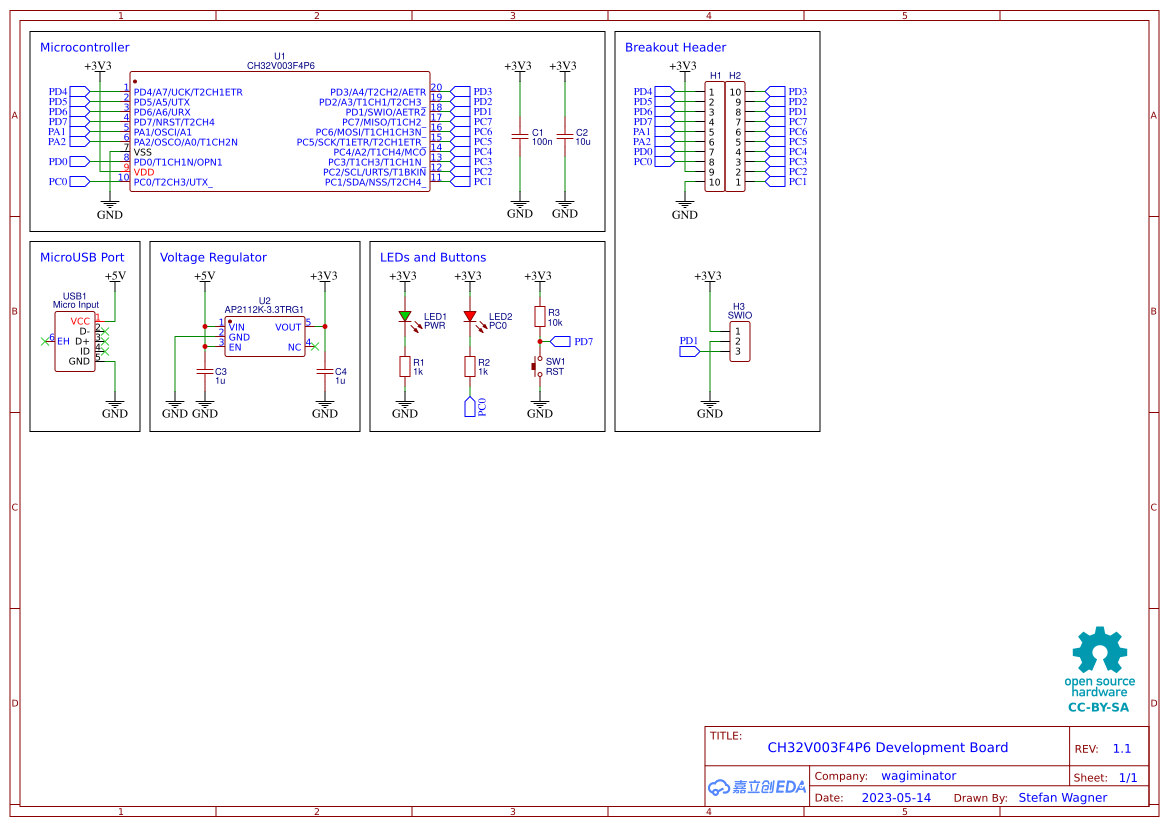 1 2 3 4 5
A
B
C
D
Microcontroller
U1
CH32V003F4P6
+3V3
PD4 1 PD4/A7/UCK/T2CH1ETR
PD5 2 PD5/A5/UTX
PD6 3 PD6/A6/URX
PD7 4 PD7/NRST/T2CH4
PA1 5 PA1/OSCI/A1
PA2 6 PA2/OSCO/A0/T1CH2N
7 VSS
PD0 8 PD0/T1CH1N/OPN1
9 VDD
PC0 10 PC0/T2CH3/UTX_
GND
PD3/A4/T2CH2/AETR 20 PD3
PD2/A3/T1CH1/T2CH3_ 19 PD2
PD1/SWIO/AETR2 18 PD1
PC7/MISO/T1CH2_ 17 PC7
PC6/MOSI/T1CH1CH3N_ 16 PC6
PC5/SCK/T1ETR/T2CH1ETR_ 15 PC5
PC4/A2/T1CH4/MCO 14 PC4
PC3/T1CH3/T1CH1N_ 13 PC3
PC2/SCL/URTS/T1BKIN 12 PC2
PC1/SDA/NSS/T2CH4_ 11 PC1
+3V3 +3V3
C1
100n
C2
10u
GND GND
Breakout Header
+3V3
H1 H2
PD4 1 10 PD3
PD5 2 9 PD2
PD6 3 8 PD1
PD7 4 7 PC7
PA1 5 6 PC6
PA2 6 5 PC5
PD0 7 4 PC4
PC0 8 3 PC3
9 2 PC2
10 1 PC1
GND
+3V3
H3
SWIO
1
2
PD1 3
GND
MicroUSB Port
+5V
USB1
Micro Input
VCC 1
D- 2
6 EH D+ 3
ID 4
GND 5
GND
Voltage Regulator
+5V +3V3
U2
AP2112K-3.3TRG1
1 VIN VOUT 5
2 GND
3 EN NC 4
C3
1u
C4
1u
GND GND GND
LEDs and Buttons
+3V3 +3V3 +3V3
LED1
PWR
LED2
PC0
R3
10k
PD7
R1
1k
R2
1k
SW1
RST
GND PC0 GND
open source
hardware
CC-BY-SA
TITLE:
CH32V003F4P6 Development Board
REV: 1.1
嘉立创EDA
Company: wagiminator
Sheet: 1/1
Date: 2023-05-14 Drawn By: Stefan Wagner
A
B
C
D
1 2 3 4 5